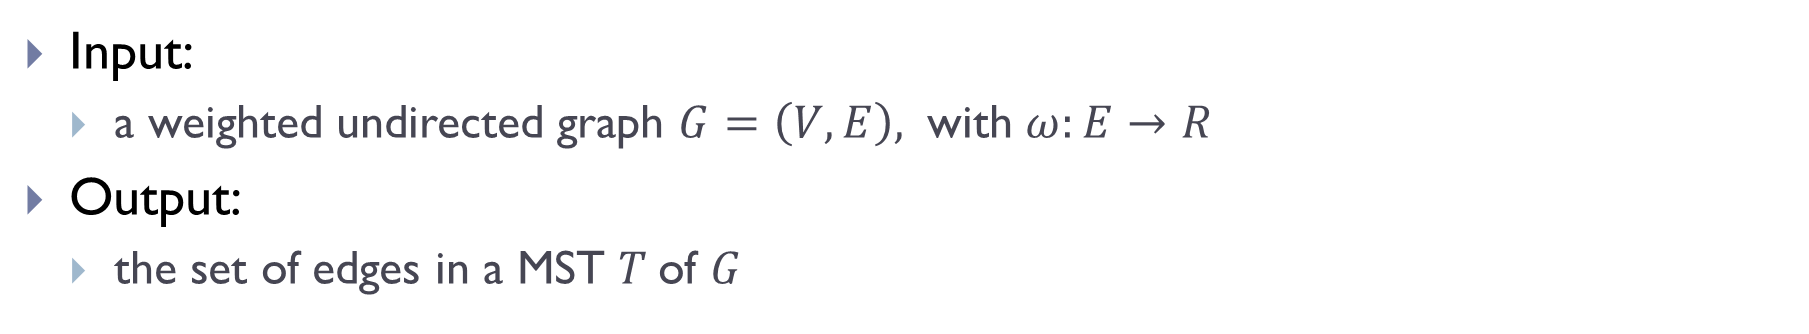 Input:
a weighted undirected graph G = (V, E), with ω: E → R
Output:
the set of edges in a MST T of G